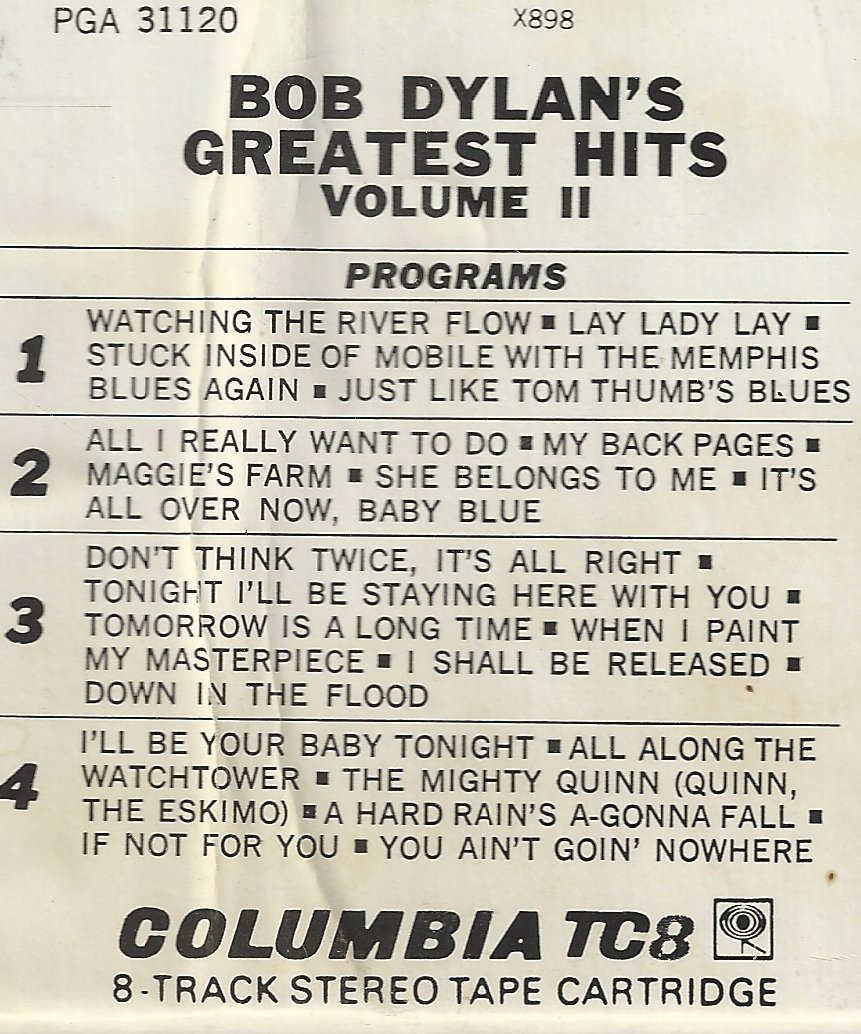 PGA 31120 X898
BOB DYLAN'S
GREATEST HITS
VOLUME II
PROGRAMS
1
WATCHING THE RIVER FLOW ■ LAY LADY LAY ■
STUCK INSIDE OF MOBILE WITH THE MEMPHIS
BLUES AGAIN ■ JUST LIKE TOM THUMB'S BLUES
2
ALL I REALLY WANT TO DO ■ MY BACK PAGES ■
MAGGIE'S FARM ■ SHE BELONGS TO ME ■ IT'S
ALL OVER NOW, BABY BLUE
3
DON'T THINK TWICE, IT'S ALL RIGHT ■
TONIGHT I'LL BE STAYING HERE WITH YOU ■
TOMORROW IS A LONG TIME ■ WHEN I PAINT
MY MASTERPIECE ■ I SHALL BE RELEASED ■
DOWN IN THE FLOOD
4
I'LL BE YOUR BABY TONIGHT ■ ALL ALONG THE
WATCHTOWER ■ THE MIGHTY QUINN (QUINN,
THE ESKIMO) ■ A HARD RAIN'S A-GONNA FALL ■
IF NOT FOR YOU ■ YOU AIN'T GOIN' NOWHERE
COLUMBIA TC8
8-TRACK STEREO TAPE CARTRIDGE